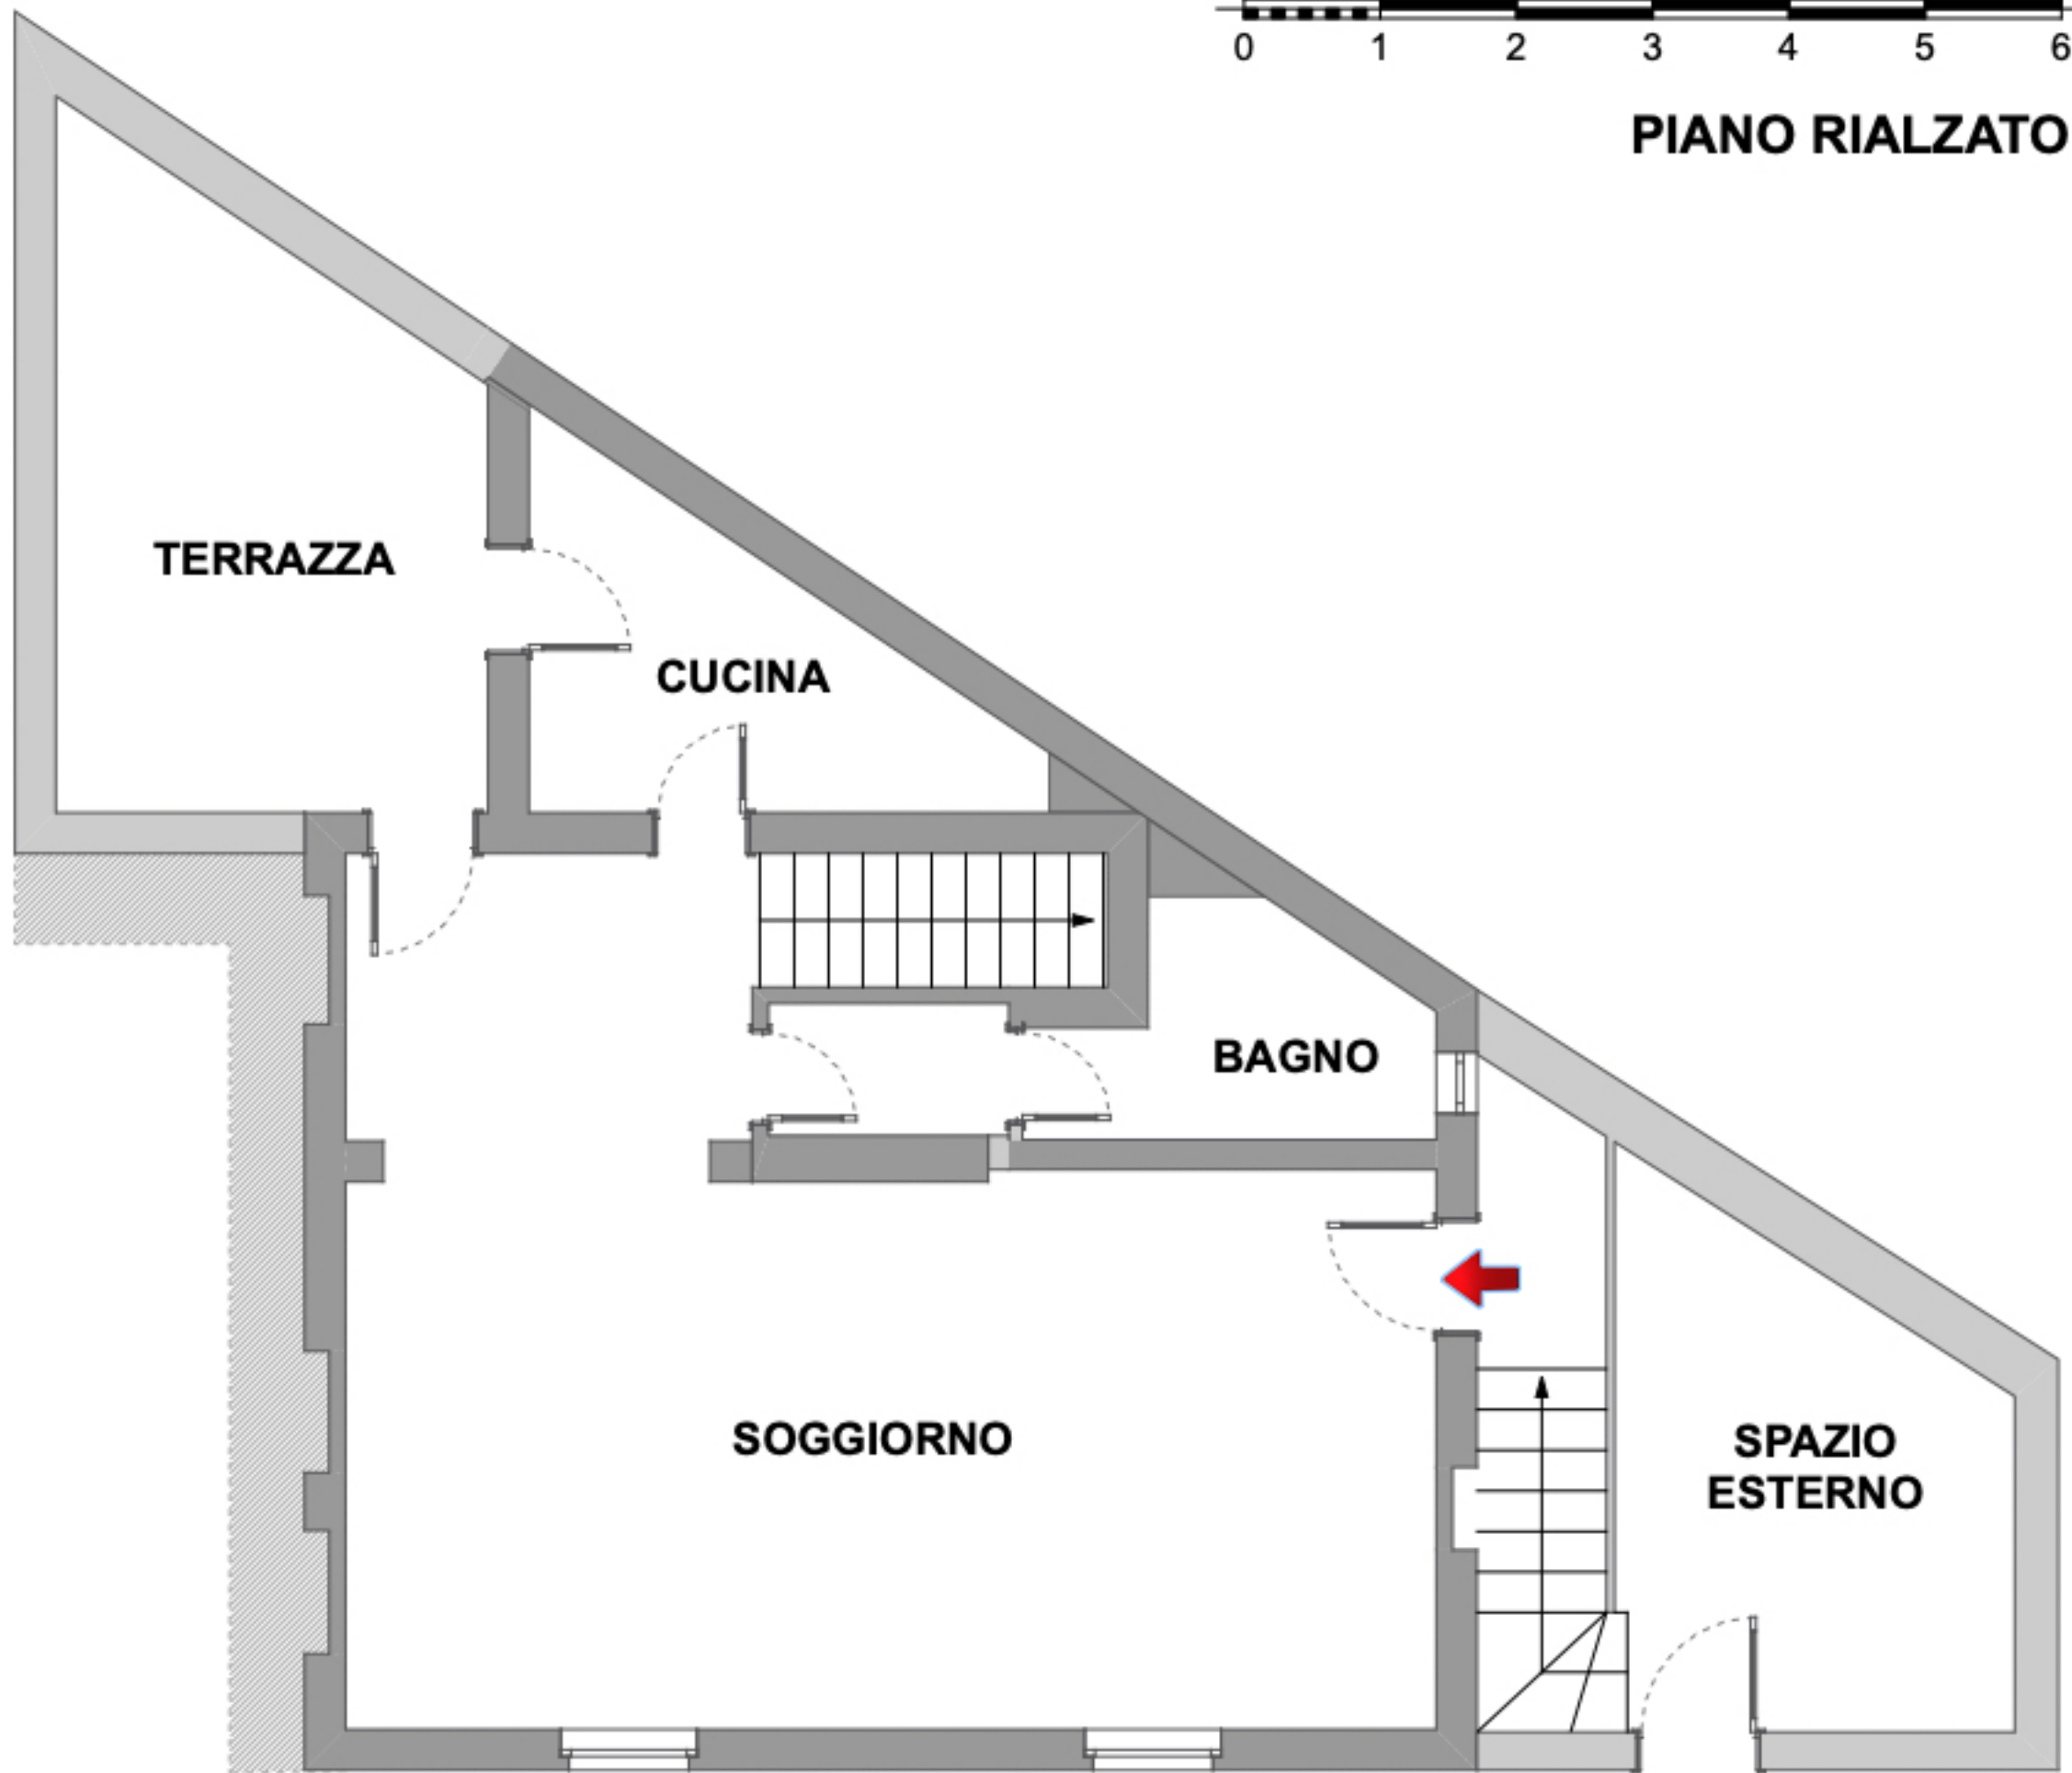 0 1 2 3 4 5 6
PIANO RIALZATO
TERRAZZA
CUCINA
BAGNO
SOGGIORNO
SPAZIO
ESTERNO